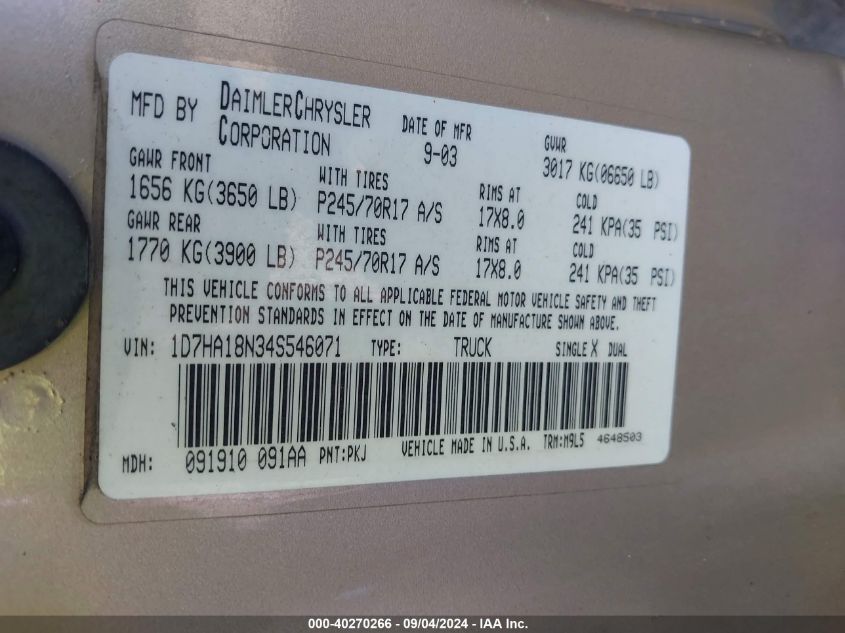 MFD BY DAIMLERCHRYSLER CORPORATION DATE OF MFR 9-03 GVWR 3017 KG(06650 LB)
GAWR FRONT WITH TIRES RIMS AT COLD
1656 KG(3650 LB) P245/70R17 A/S 17X8.0 241 KPA(35 PSI)
GAWR REAR WITH TIRES RIMS AT COLD
1770 KG(3900 LB) P245/70R17 A/S 17X8.0 241 KPA(35 PSI)
THIS VEHICLE CONFORMS TO ALL APPLICABLE FEDERAL MOTOR VEHICLE SAFETY AND THEFT
PREVENTION STANDARDS IN EFFECT ON THE DATE OF MANUFACTURE SHOWN ABOVE.
VIN: 1D7HA18N34S546071 TYPE: TRUCK SINGLE X DUAL
MDH: 091910 091AA PNT:PKJ VEHICLE MADE IN U.S.A. TRM:M9L5 4648503
000-40270266 - 09/04/2024 - IAA Inc.